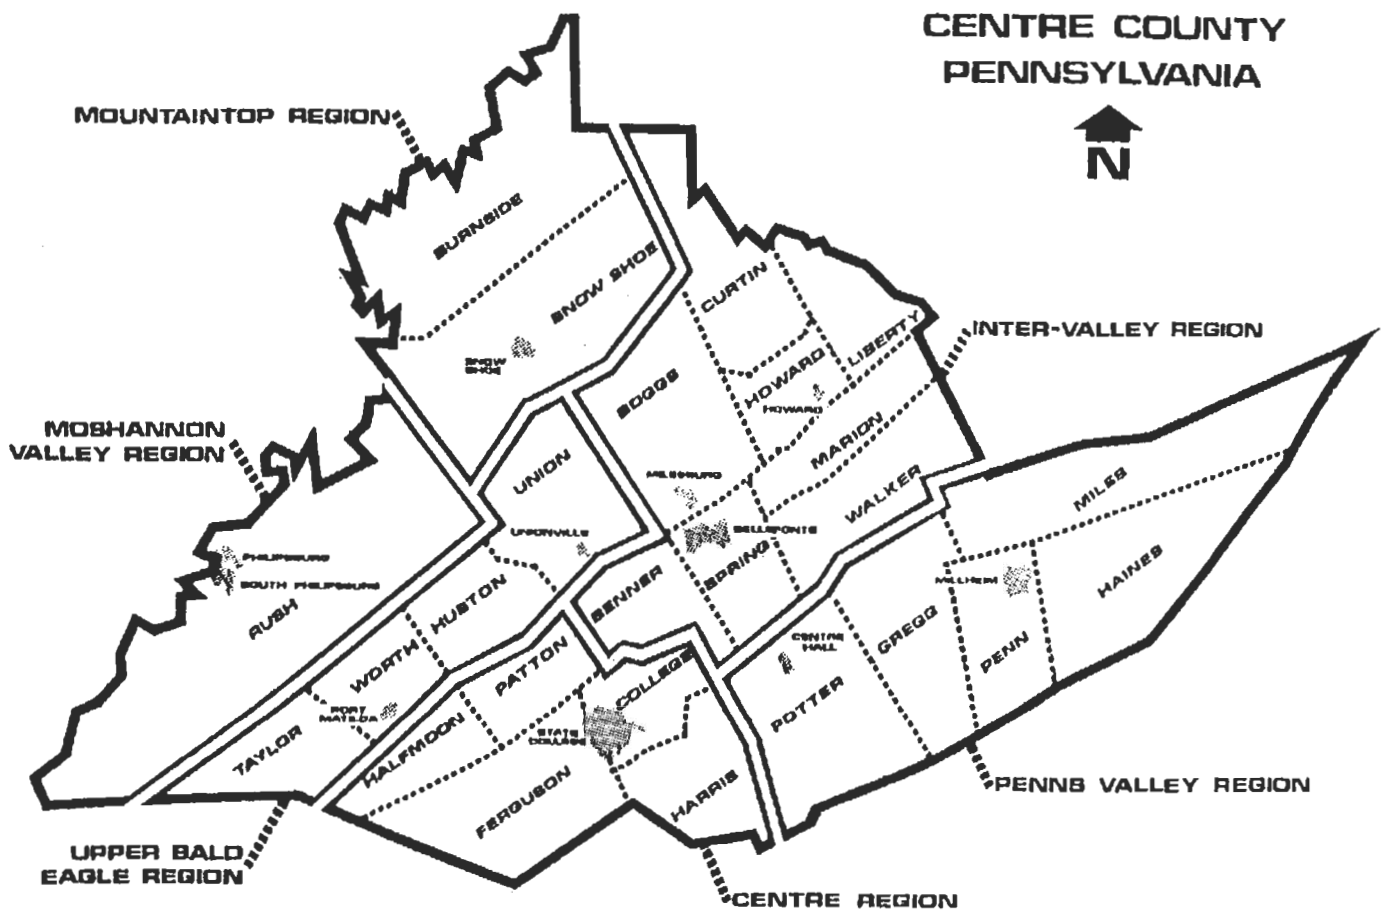 CENTRE COUNTY
PENNSYLVANIA
N
MOUNTAINTOP REGION
BURNSIDE
SNOW SHOE
SNOW
SHOE
CURTIN
INTER-VALLEY REGION
LIBERTY
HOWARD
HOWARD
BOGGS
MARION
MOSHANNON
VALLEY REGION
UNION
MILESBURG
WALKER
MILES
UNIONVILLE
BELLEFONTE
SPRING
PHILIPSBURG
SOUTH PHILIPSBURG
RUSH
HUSTON
BENNER
MILLHEIM
HAINES
CENTRE
HALL
GREGG
PENN
WORTH
PATTON
COLLEGE
POTTER
PORT
MATILDA
TAYLOR
HALFMOON
STATE
COLLEGE
FERGUSON
HARRIS
PENNS VALLEY REGION
UPPER BALD
EAGLE REGION
CENTRE REGION